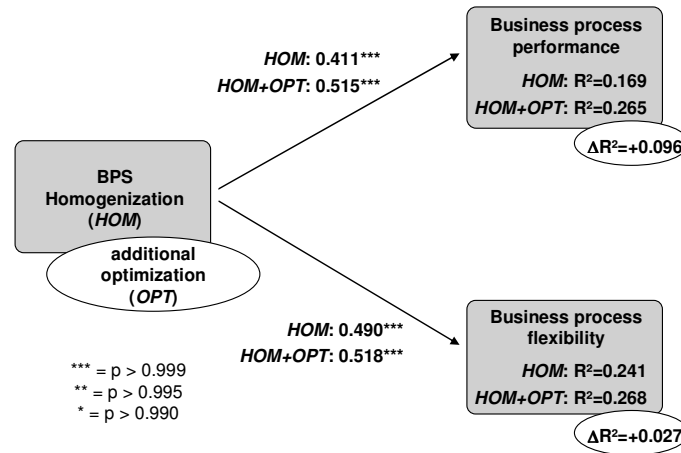 Business process
performance
HOM: R²=0.169
HOM+OPT: R²=0.265
ΔR²=+0.096
HOM: 0.411***
HOM+OPT: 0.515***
BPS
Homogenization
(HOM)
additional
optimization
(OPT)
HOM: 0.490***
HOM+OPT: 0.518***
Business process
flexibility
HOM: R²=0.241
HOM+OPT: R²=0.268
ΔR²=+0.027
*** = p > 0.999
** = p > 0.995
* = p > 0.990